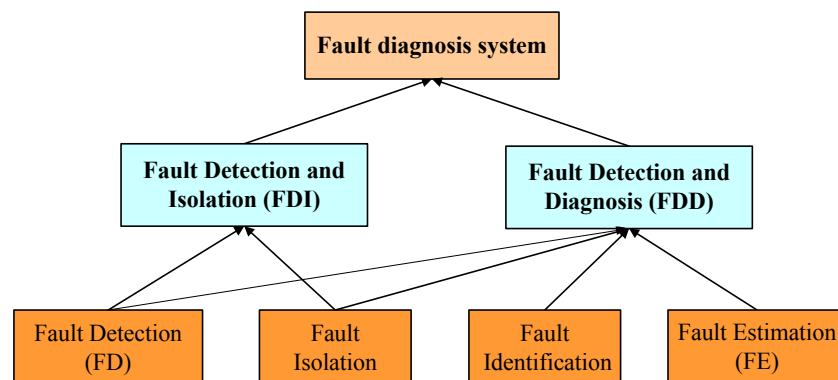 Fault diagnosis system
Fault Detection and
Isolation (FDI)
Fault Detection and
Diagnosis (FDD)
Fault Detection
(FD)
Fault
Isolation
Fault
Identification
Fault Estimation
(FE)